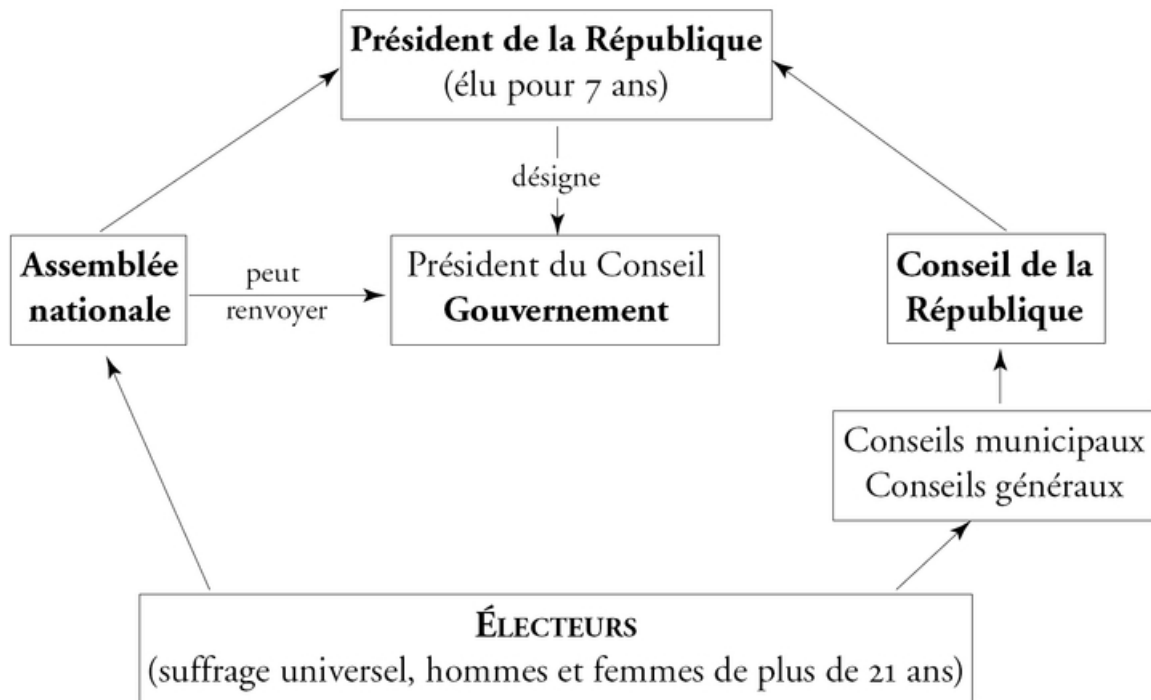 Président de la République
(élu pour 7 ans)
désigne
Assemblée
nationale
peut
renvoyer
Président du Conseil
Gouvernement
Conseil de la
République
Conseils municipaux
Conseils généraux
ÉLECTEURS
(suffrage universel, hommes et femmes de plus de 21 ans)